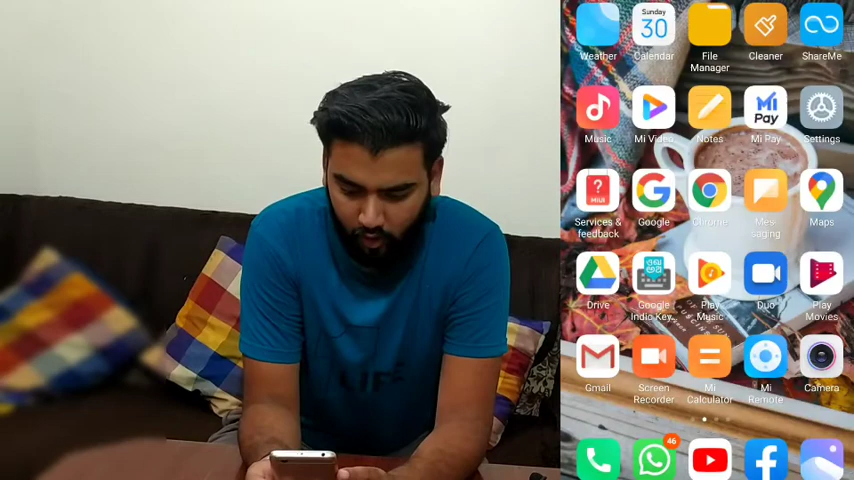 Sunday
30
Weather Calendar File Manager Cleaner ShareMe
Mi Pay
Music Mi Video Notes Mi Pay Settings
?
MIUI
Services & feedback Google Chrome Messaging Maps
Drive Google Indic Key... Play Music Duo Play Movies
Gmail Screen Recorder Mi Calculator Mi Remote Camera
46
LIFE